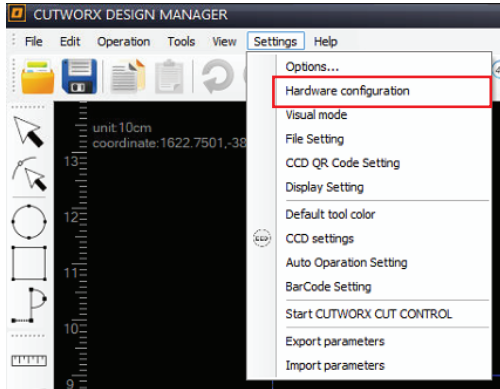 CUTWORX DESIGN MANAGER
File Edit Operation Tools View Settings Help
Options...
Hardware configuration
Visual mode
File Setting
CCD QR Code Setting
Display Setting
Default tool color
CCD settings
Auto Oparation Setting
BarCode Setting
Start CUTWORX CUT CONTROL
Export parameters
Import parameters
unit:10cm
coordinate:1622.7501,-38
13
12
11
10
9